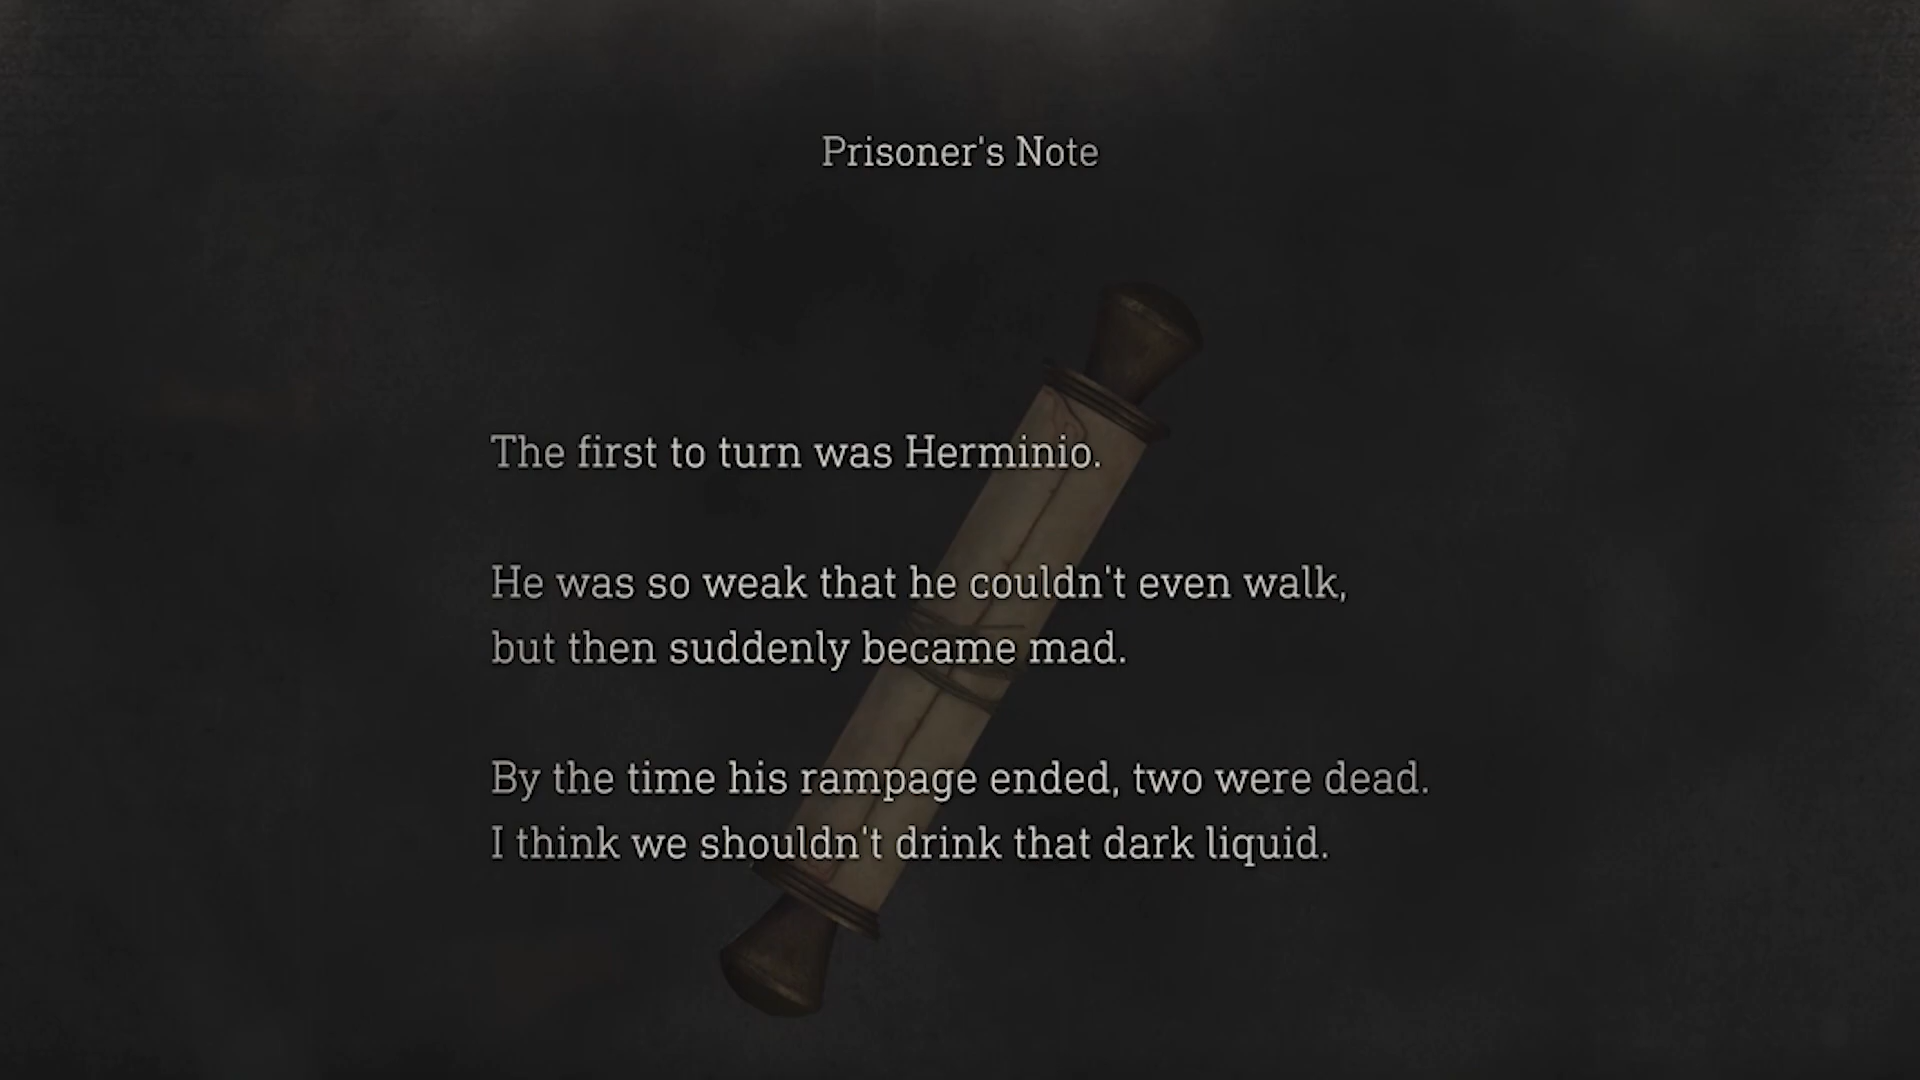 Prisoner's Note
The first to turn was Herminio.
He was so weak that he couldn't even walk,
but then suddenly became mad.
By the time his rampage ended, two were dead.
I think we shouldn't drink that dark liquid.